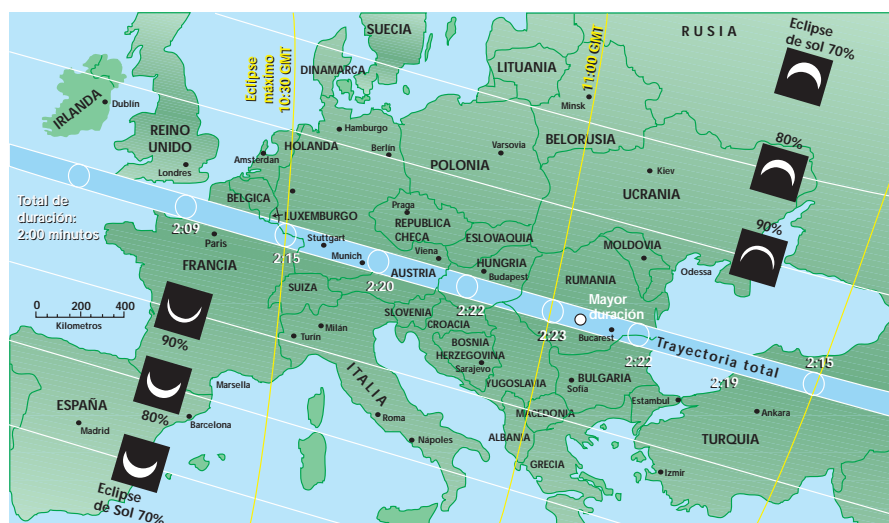 SUECIA
RUSIA
Eclipse
de sol 70%
Eclipse
máximo
10:30 GMT
11:00 GMT
DINAMARCA
LITUANIA
IRLANDA
Dublín
Minsk
REINO
UNIDO
Hamburgo
HOLANDA
BELORUSIA
80%
Amsterdan
Berlín
Varsovia
POLONIA
Londres
Kiev
UCRANIA
BELGICA
Praga
Total de
duración:
2:00 minutos
2:09
LUXEMBURGO
REPUBLICA
CHECA
90%
Paris
Stuttgart
ESLOVAQUIA
MOLDOVIA
2:15
Munich
Viena
FRANCIA
AUSTRIA
HUNGRIA
Budapest
Odessa
2:20
SUIZA
RUMANIA
2:22
Mayor
duración
0 200 400
Kilometros
SLOVENIA
CROACIA
2:23
Bucarest
Milán
Turin
90%
BOSNIA
HERZEGOVINA
Sarajevo
2:22
Trayectoria total
2:15
Marsella
ITALIA
YUGOSLAVIA
BULGARIA
Sofía
2:19
ESPAÑA
80%
Barcelona
Madrid
Roma
MACEDONIA
Estambul
Ankara
Nápoles
ALBANIA
TURQUIA
GRECIA
Izmir
Eclipse
de Sol 70%